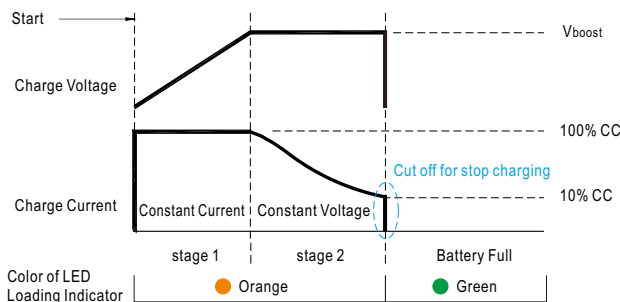 Start
Vboost
Charge Voltage
100% CC
Cut off for stop charging
10% CC
Charge Current
Constant Current
Constant Voltage
stage 1
stage 2
Battery Full
Color of LED
Loading Indicator
Orange
Green